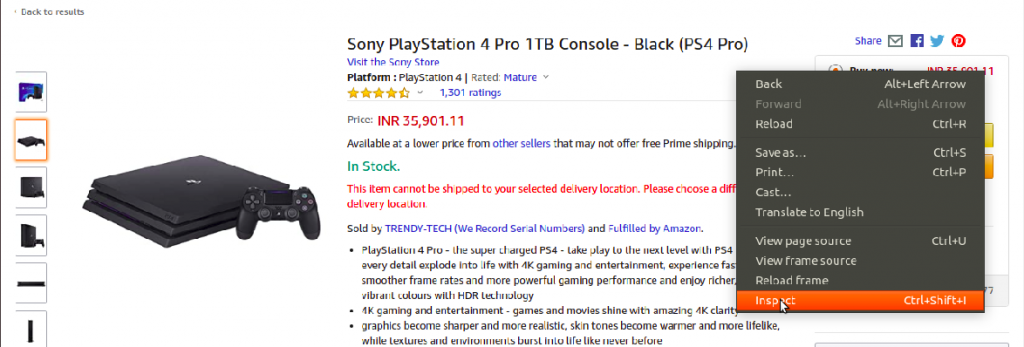 ‹ Back to results
Sony PlayStation 4 Pro 1TB Console - Black (PS4 Pro)
Visit the Sony Store
Platform : PlayStation 4 | Rated: Mature
1,301 ratings
Price: INR 35,901.11
Available at a lower price from other sellers that may not offer free Prime shipping.
In Stock.
This item cannot be shipped to your selected delivery location. Please choose a
delivery location.
Sold by TRENDY-TECH (We Record Serial Numbers) and Fulfilled by Amazon.
• PlayStation 4 Pro - the super charged PS4 - take play to the next level with PS4
every detail explode into life with 4K gaming and entertainment, experience
smoother frame rates and more powerful gaming performance and enjoy richer,
vibrant colours with HDR technology
• 4K gaming and entertainment - games and movies shine with amazing 4K clarity
• graphics become sharper and more realistic, skin tones become warmer and more lifelike,
while textures and environments burst into life like never before
Share
Buy new: INR 35,901.11
Back Alt+Left Arrow
Forward Alt+Right Arrow
Reload Ctrl+R
Save as... Ctrl+S
Print... Ctrl+P
Cast...
Translate to English
View page source Ctrl+U
View frame source
Reload frame
Inspect Ctrl+Shift+I